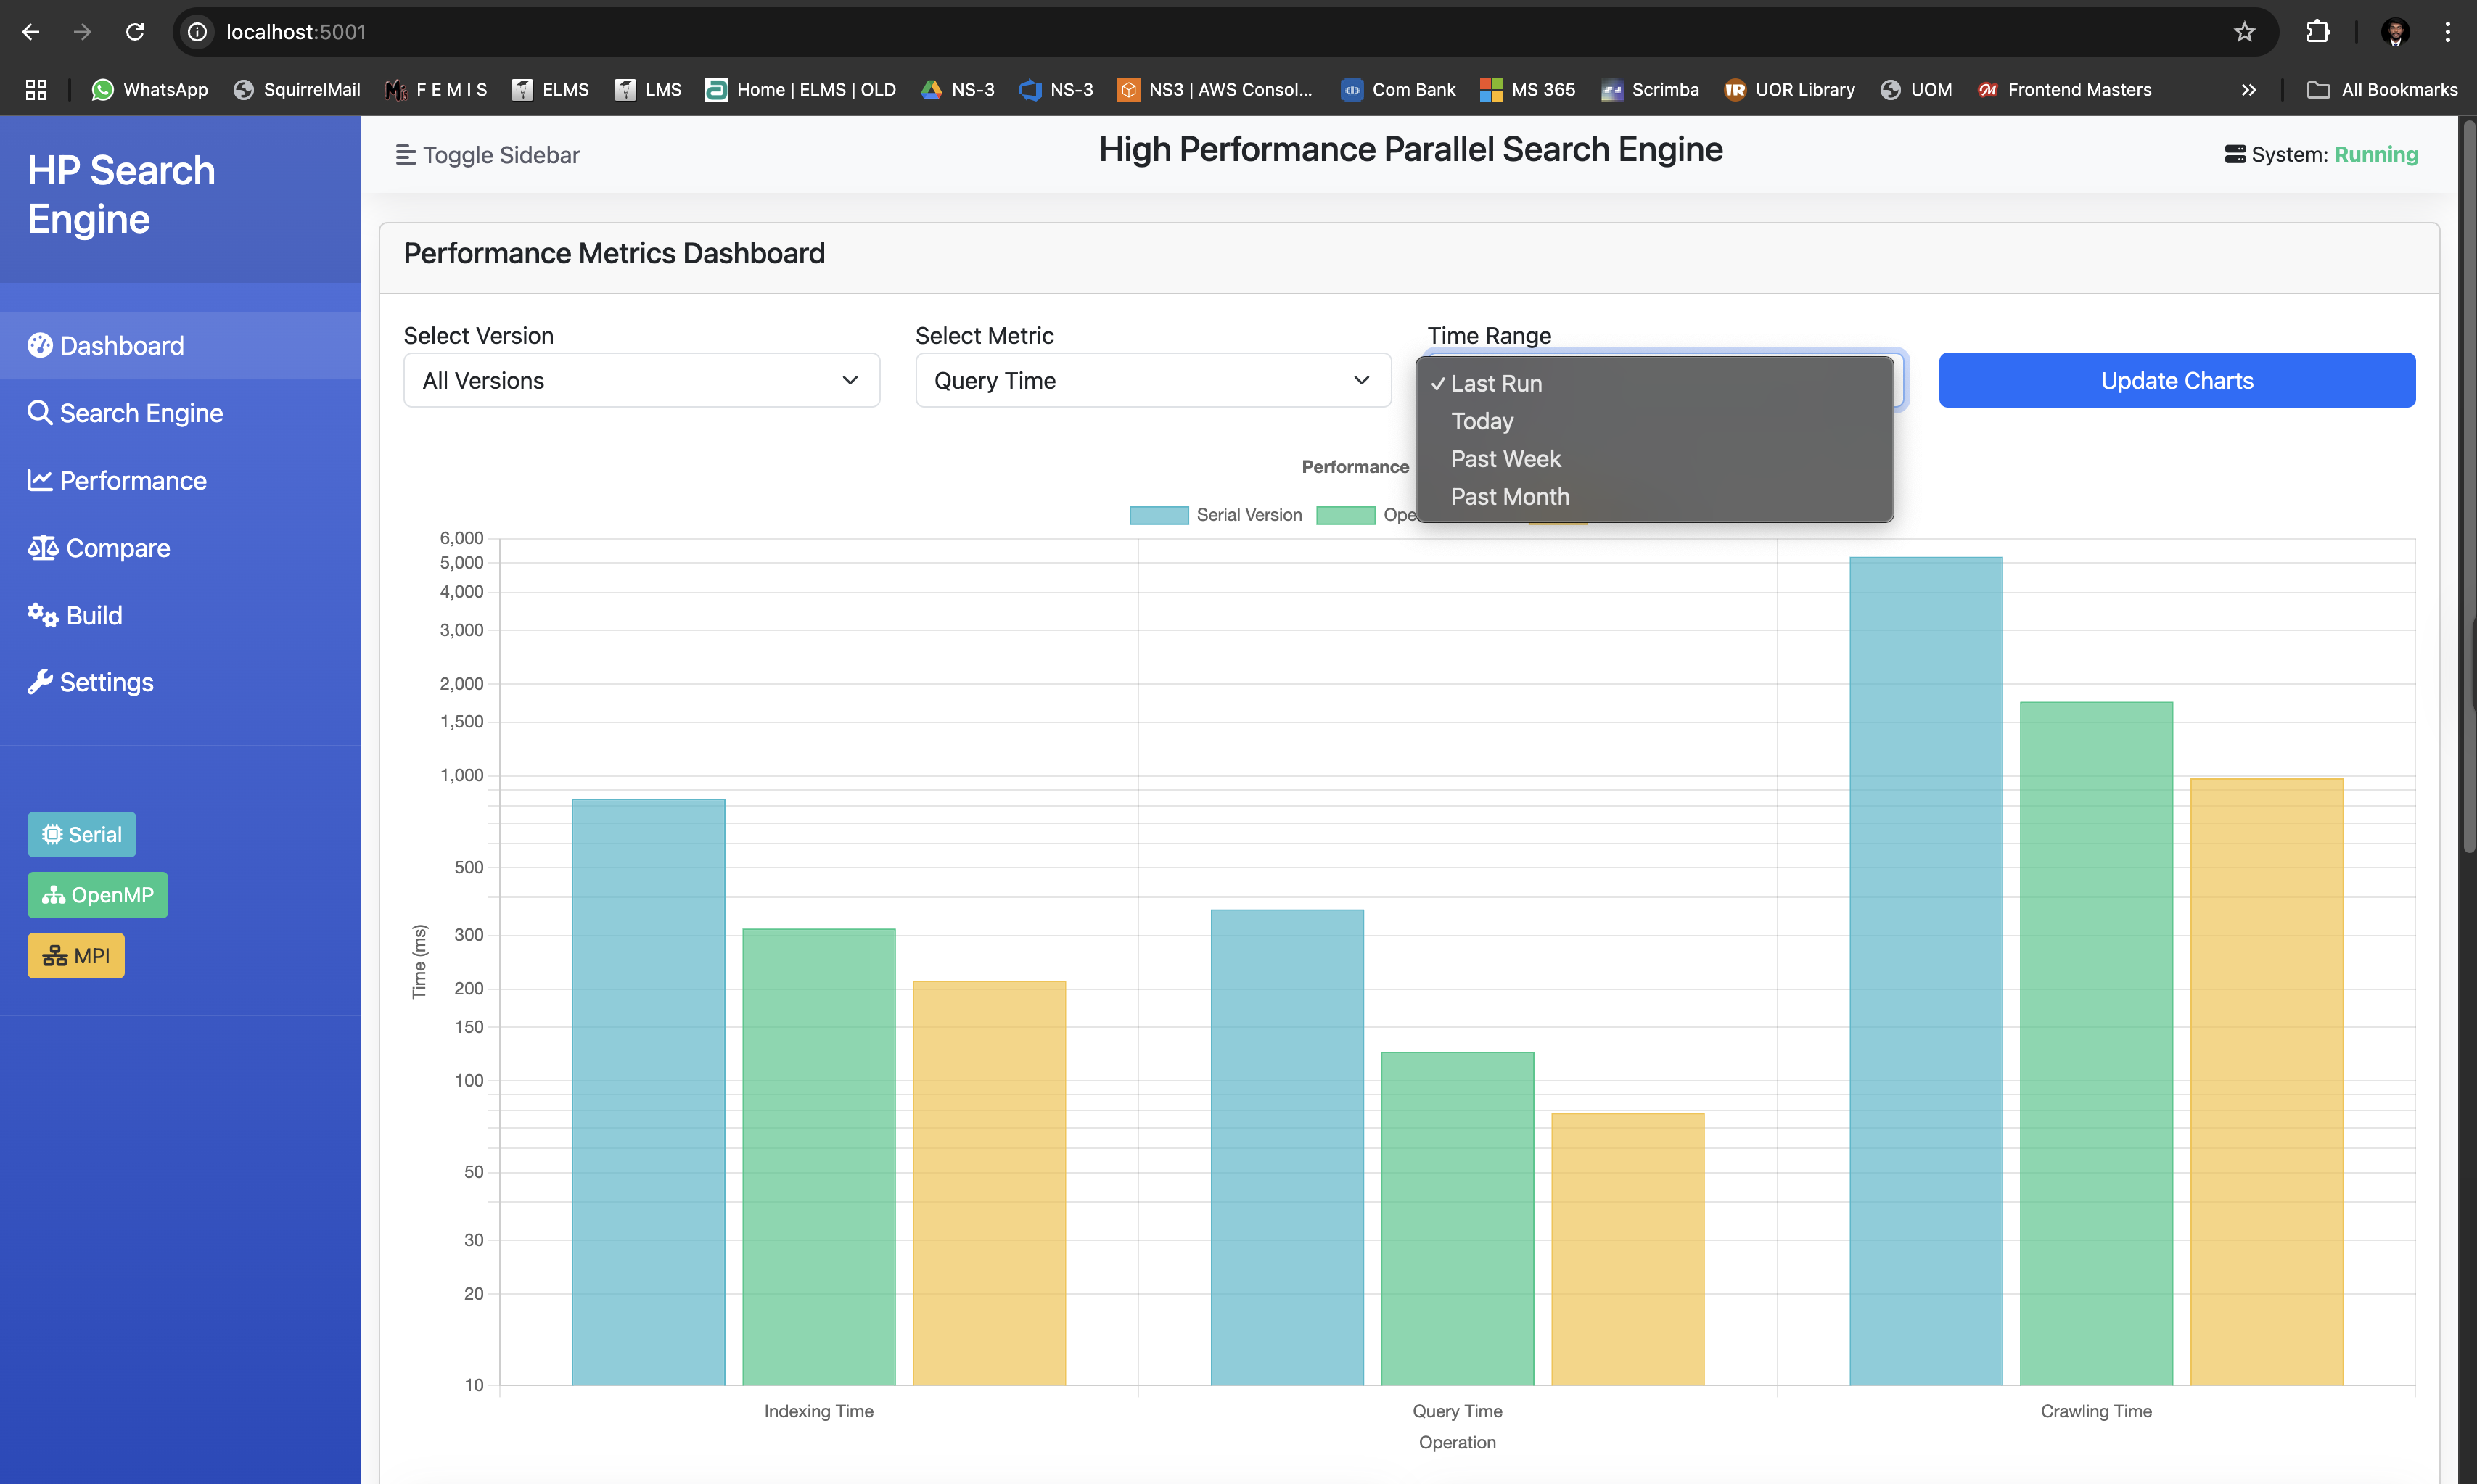 localhost:5001
WhatsApp SquirrelMail F E M I S ELMS LMS Home | ELMS | OLD NS-3 NS-3 NS3 | AWS Consol... Com Bank MS 365 Scrimba UOR Library UOM Frontend Masters All Bookmarks
HP Search
Engine
Dashboard
Search Engine
Performance
Compare
Build
Settings
Serial
OpenMP
MPI
Toggle Sidebar
High Performance Parallel Search Engine
System: Running
Performance Metrics Dashboard
Select Version
All Versions
Select Metric
Query Time
Time Range
✓ Last Run
Today
Past Week
Past Month
Update Charts
Performance
Serial Version
6,000
5,000
4,000
3,000
2,000
1,500
1,000
500
300
200
150
100
50
30
20
10
Time (ms)
Indexing Time
Query Time
Crawling Time
Operation